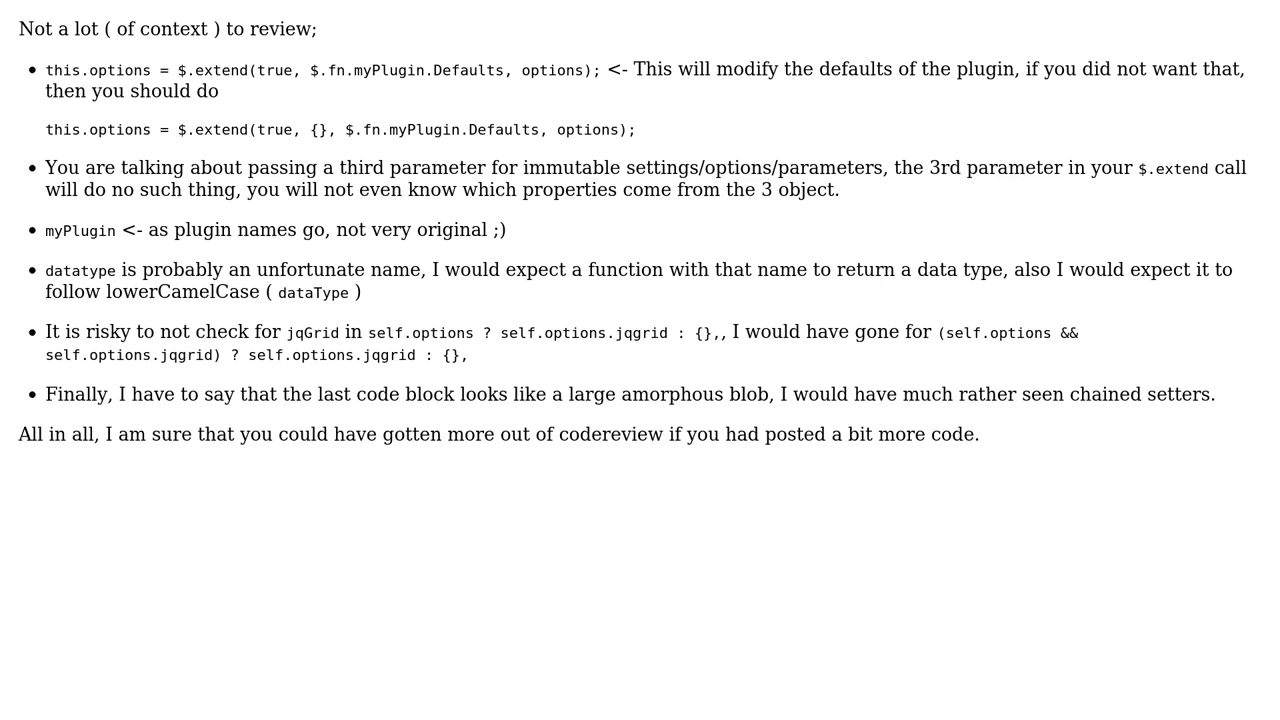 Not a lot ( of context ) to review;
• this.options = $.extend(true, $.fn.myPlugin.Defaults, options); <- This will modify the defaults of the plugin, if you did not want that,
then you should do
this.options = $.extend(true, {}, $.fn.myPlugin.Defaults, options);
• You are talking about passing a third parameter for immutable settings/options/parameters, the 3rd parameter in your $.extend call
will do no such thing, you will not even know which properties come from the 3 object.
• myPlugin <- as plugin names go, not very original ;)
• datatype is probably an unfortunate name, I would expect a function with that name to return a data type, also I would expect it to
follow lowerCamelCase ( dataType )
• It is risky to not check for jqGrid in self.options ? self.options.jqgrid : {},, I would have gone for (self.options &&
self.options.jqgrid) ? self.options.jqgrid : {},
• Finally, I have to say that the last code block looks like a large amorphous blob, I would have much rather seen chained setters.
All in all, I am sure that you could have gotten more out of codereview if you had posted a bit more code.